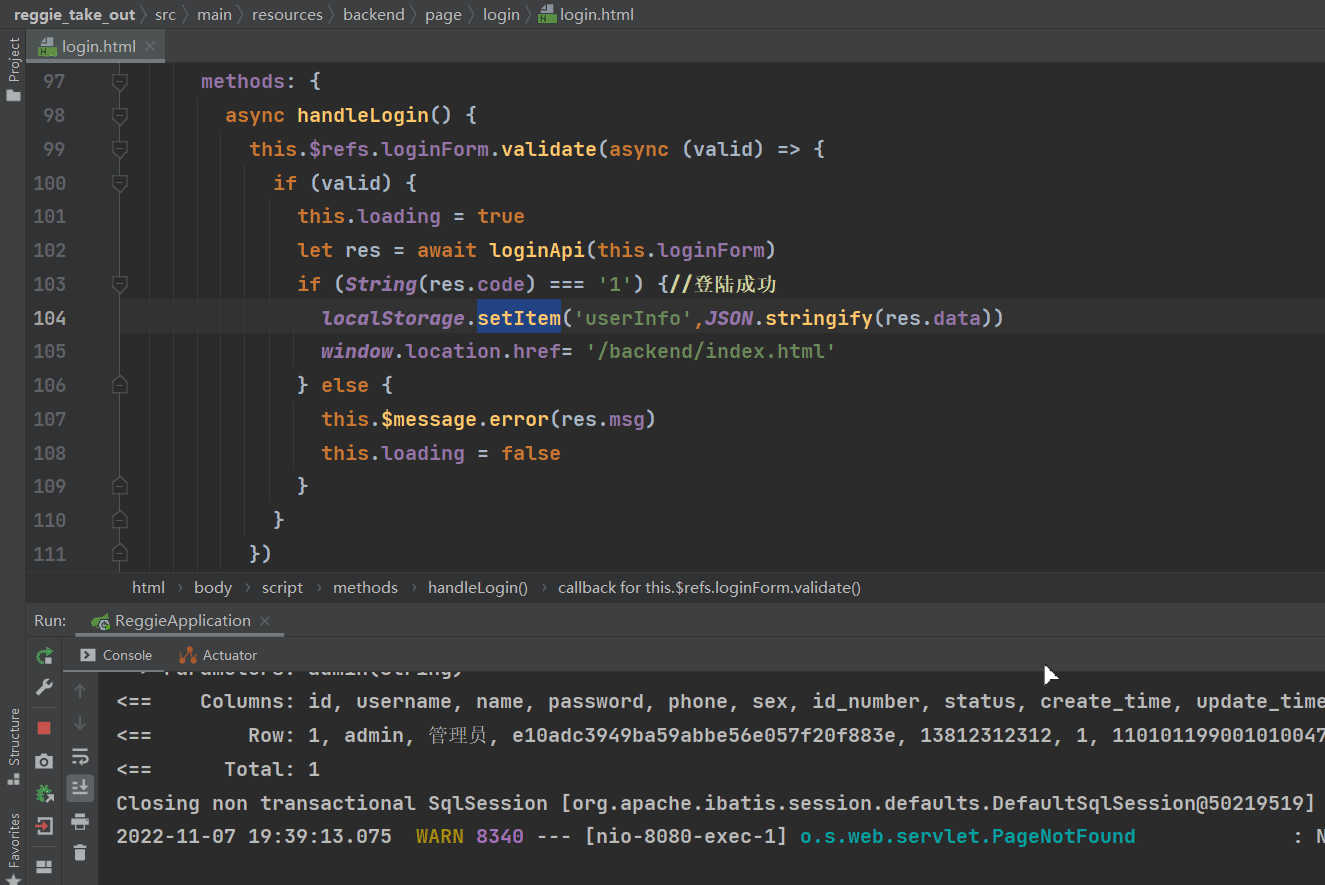 reggie_take_out 〉 src 〉 main 〉 resources 〉 backend 〉 page 〉 login 〉 login.html
Project
login.html ×
97 methods: {
98 async handleLogin() {
99 this.$refs.loginForm.validate(async (valid) => {
100 if (valid) {
101 this.loading = true
102 let res = await loginApi(this.loginForm)
103 if (String(res.code) === '1') {//登陆成功
104 localStorage.setItem('userInfo',JSON.stringify(res.data))
105 window.location.href= '/backend/index.html'
106 } else {
107 this.$message.error(res.msg)
108 this.loading = false
109 }
110 }
111 })
html › body › script › methods › handleLogin() › callback for this.$refs.loginForm.validate()
Run: ReggieApplication ×
Console Actuator
Structure
Favorites
Parameters: admin(String)
<== Columns: id, username, name, password, phone, sex, id_number, status, create_time, update_time
<== Row: 1, admin, 管理员, e10adc3949ba59abbe56e057f20f883e, 13812312312, 1, 110101199001010047
<== Total: 1
Closing non transactional SqlSession [org.apache.ibatis.session.defaults.DefaultSqlSession@50219519]
2022-11-07 19:39:13.075 WARN 8340 --- [nio-8080-exec-1] o.s.web.servlet.PageNotFound : N